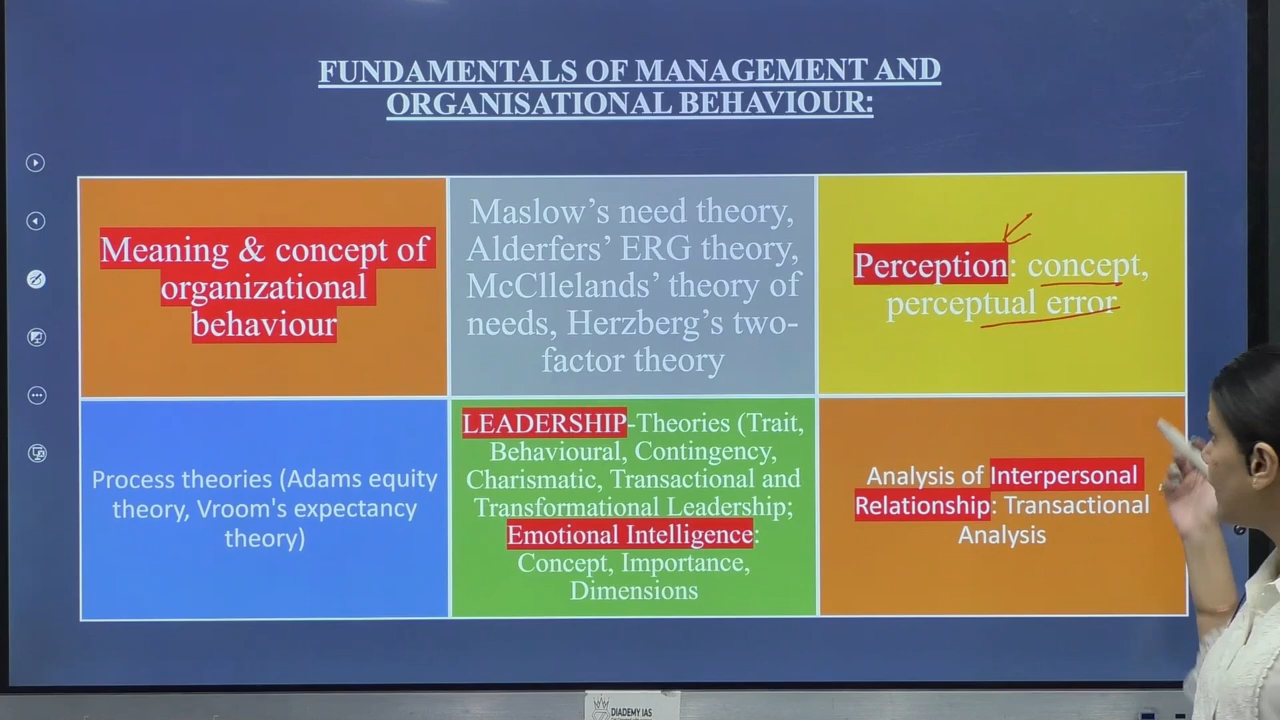 FUNDAMENTALS OF MANAGEMENT AND
ORGANISATIONAL BEHAVIOUR:
Meaning & concept of
organizational
behaviour
Maslow’s need theory,
Alderfers’ ERG theory,
McCllelands’ theory of
needs, Herzberg’s two-
factor theory
Perception: concept,
perceptual error
Process theories (Adams equity
theory, Vroom's expectancy
theory)
LEADERSHIP-Theories (Trait,
Behavioural, Contingency,
Charismatic, Transactional and
Transformational Leadership;
Emotional Intelligence:
Concept, Importance,
Dimensions
Analysis of Interpersonal
Relationship: Transactional
Analysis
DIADEMY IAS